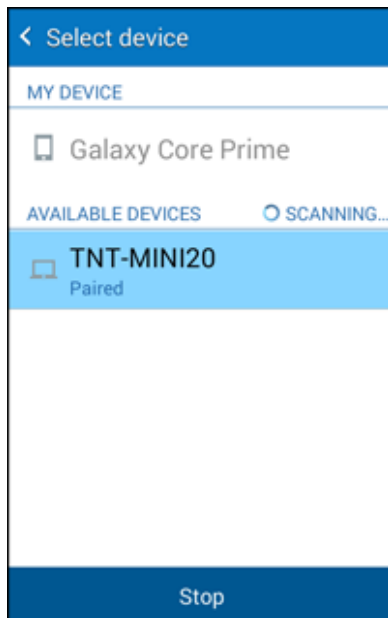 Select device
MY DEVICE
Galaxy Core Prime
AVAILABLE DEVICES SCANNING...
TNT-MINI20
Paired
Stop